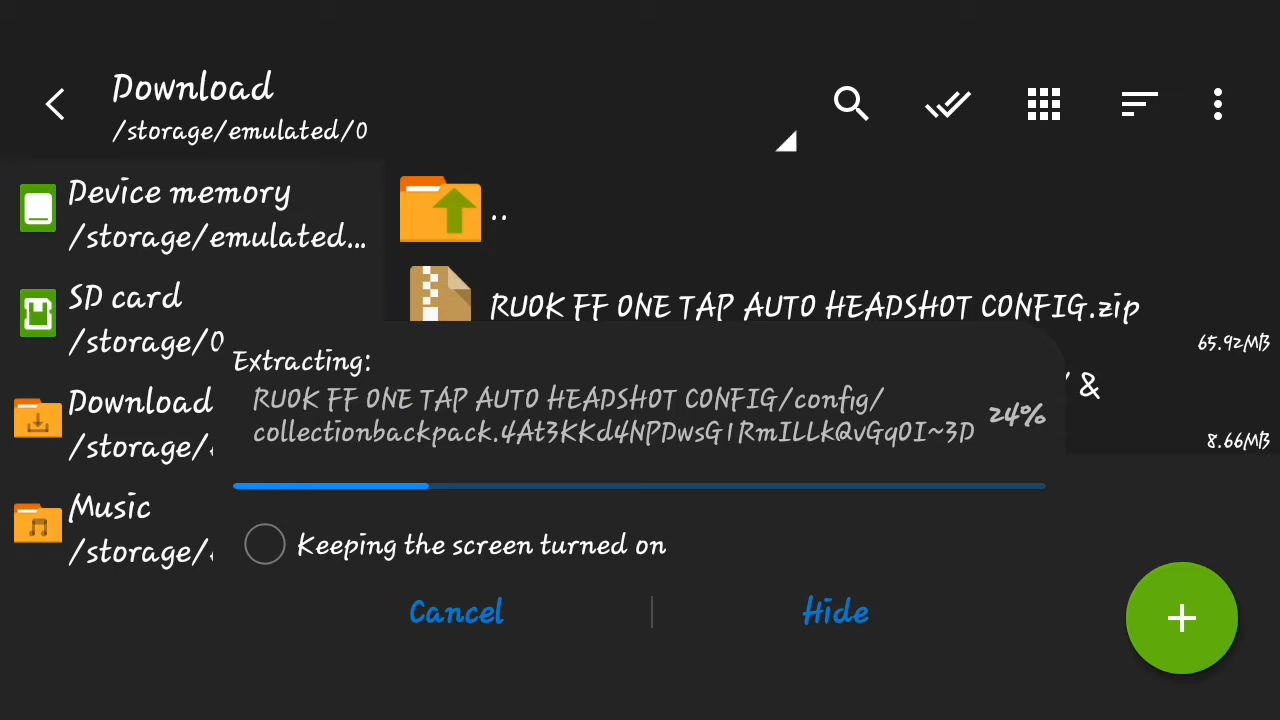 Download
/storage/emulated/0
Device memory
/storage/emulated...
SD card
/storage/0
Download
/storage/
Music
/storage/
..
RUOK FF ONE TAP AUTO HEADSHOT CONFIG.zip
65.92MB
&
8.66MB
Extracting:
RUOK FF ONE TAP AUTO HEADSHOT CONFIG/config/
collectionbackpack.4At3KKd4NPDwsG1RmILLkQvGq0I~3D
24%
Keeping the screen turned on
Cancel
Hide